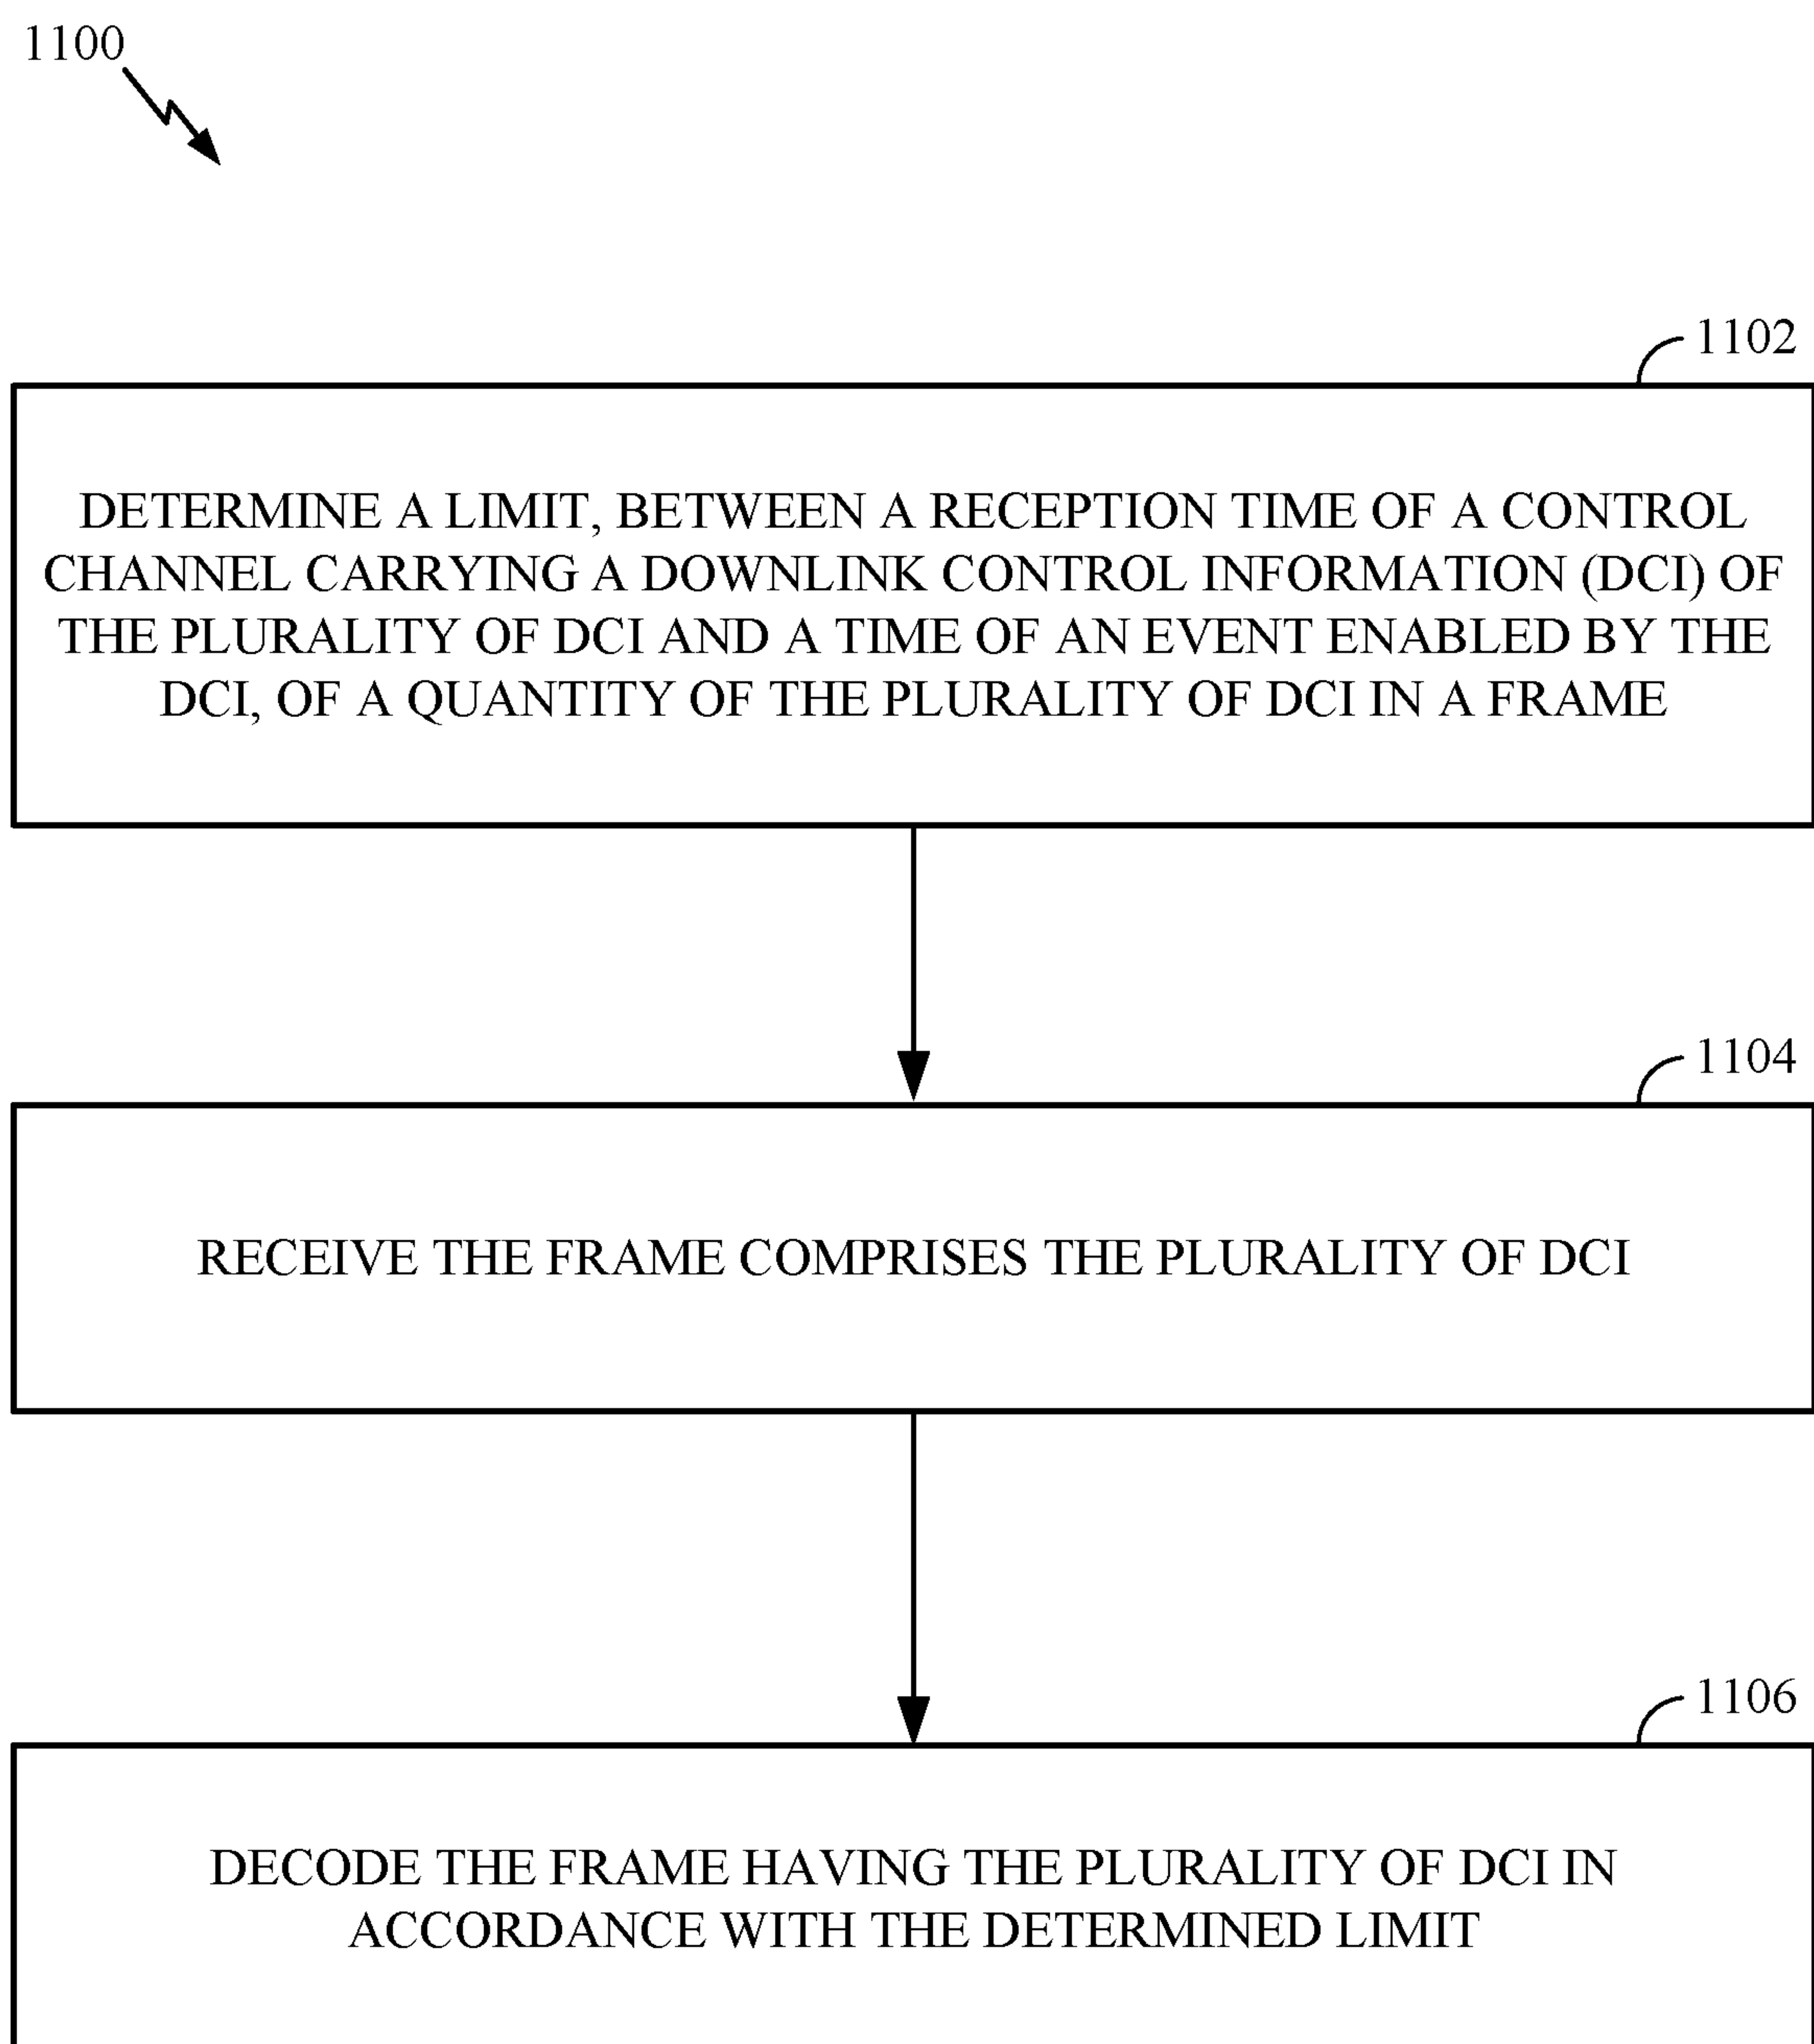 1100
1102
DETERMINE A LIMIT, BETWEEN A RECEPTION TIME OF A CONTROL
CHANNEL CARRYING A DOWNLINK CONTROL INFORMATION (DCI) OF
THE PLURALITY OF DCI AND A TIME OF AN EVENT ENABLED BY THE
DCI, OF A QUANTITY OF THE PLURALITY OF DCI IN A FRAME
1104
RECEIVE THE FRAME COMPRISES THE PLURALITY OF DCI
1106
DECODE THE FRAME HAVING THE PLURALITY OF DCI IN
ACCORDANCE WITH THE DETERMINED LIMIT